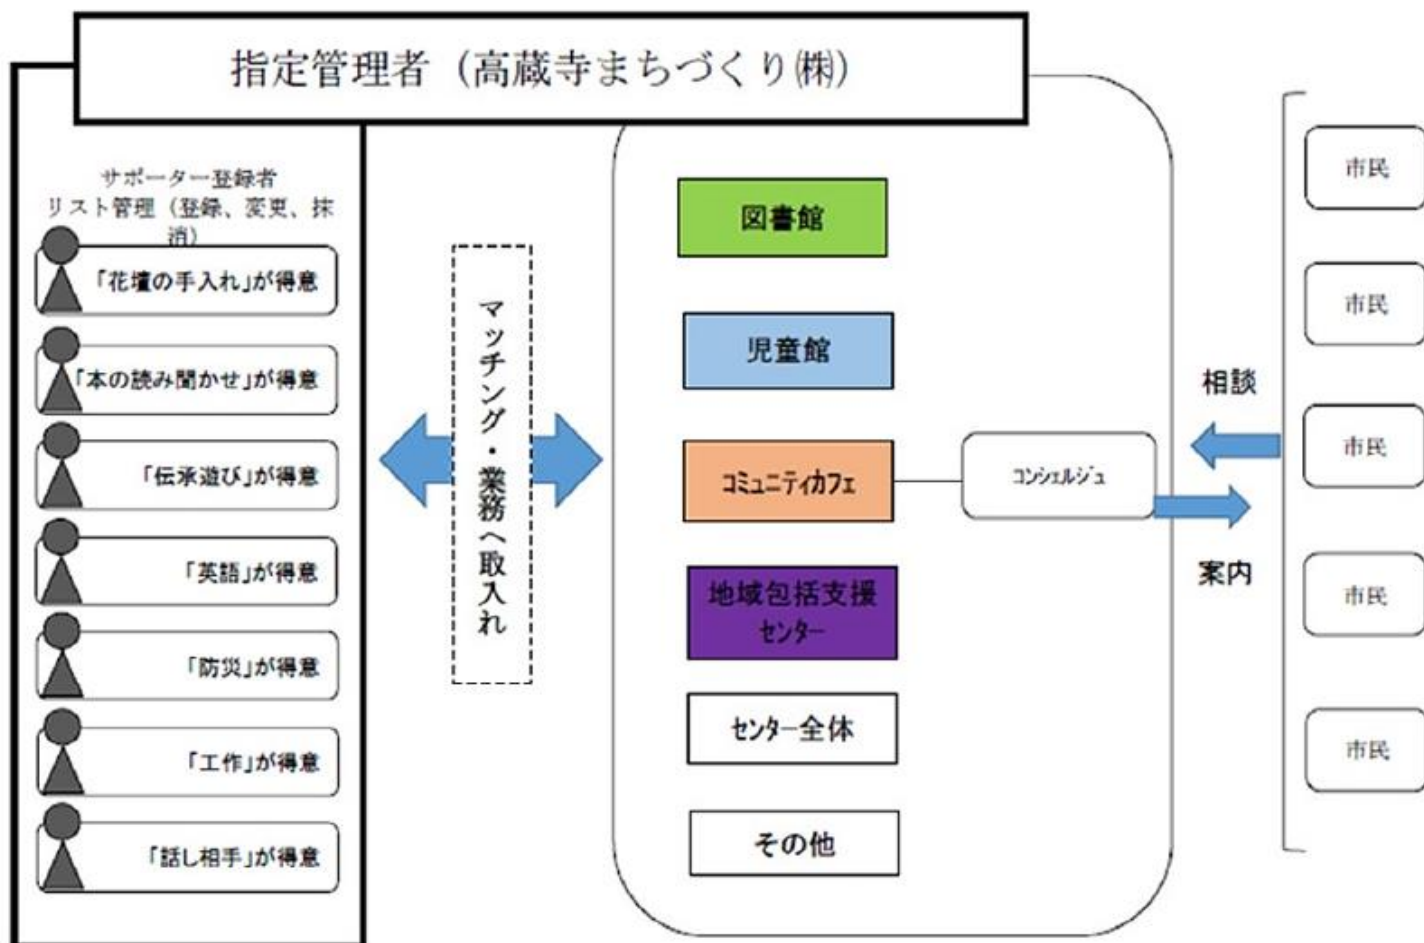 指定管理者（高蔵寺まちづくり㈱）
サポーター登録者
リスト管理（登録、変更、抹
消）
「花壇の手入れ」が得意
「本の読み聞かせ」が得意
「伝承遊び」が得意
「英語」が得意
「防災」が得意
「工作」が得意
「話し相手」が得意
マッチング・業務へ取入れ
図書館
児童館
ｺﾐｭﾆﾃｨｶﾌｪ
地域包括支援
ｾﾝﾀｰ
ｾﾝﾀｰ全体
その他
ｺﾝｼｪﾙｼﾞｭ
相談
案内
市民
市民
市民
市民
市民